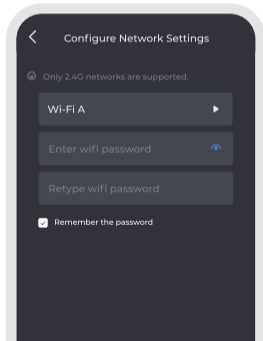 Configure Network Settings
Only 2.4G networks are supported.
Wi-Fi A
Enter wifi password
Retype wifi password
Remember the password